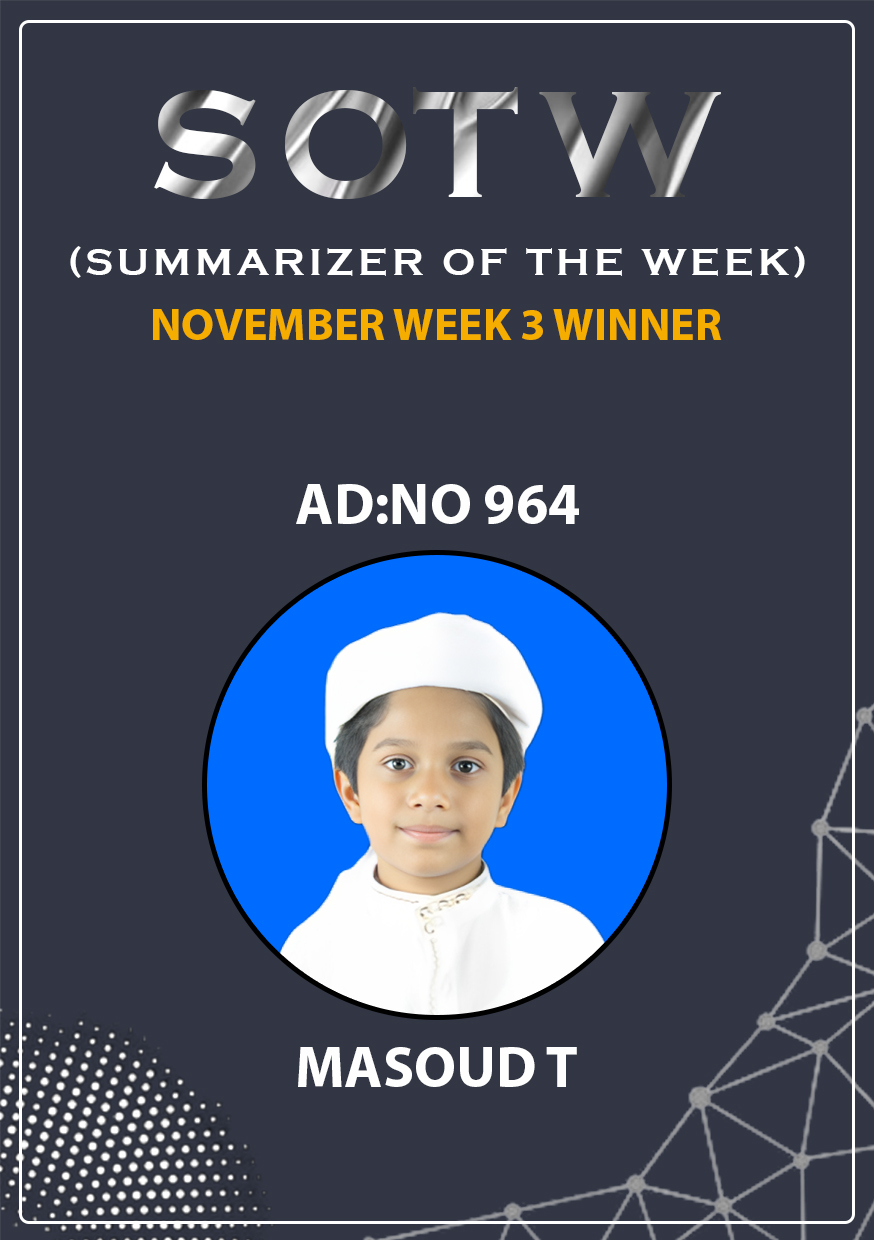 SOTW
(SUMMARIZER OF THE WEEK)
NOVEMBER WEEK 3 WINNER
AD:NO 964
MASOUD T